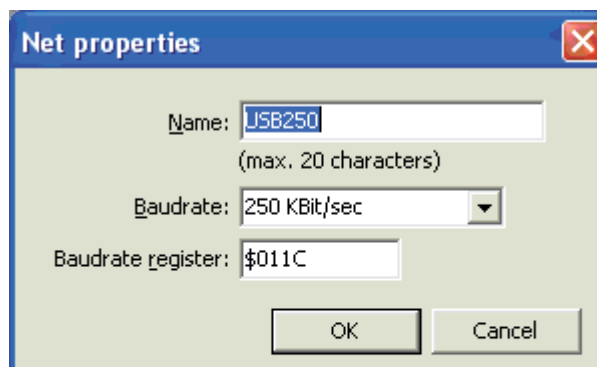 Net properties
Name: USB250
(max. 20 characters)
Baudrate: 250 KBit/sec
Baudrate register: $011C
OK Cancel